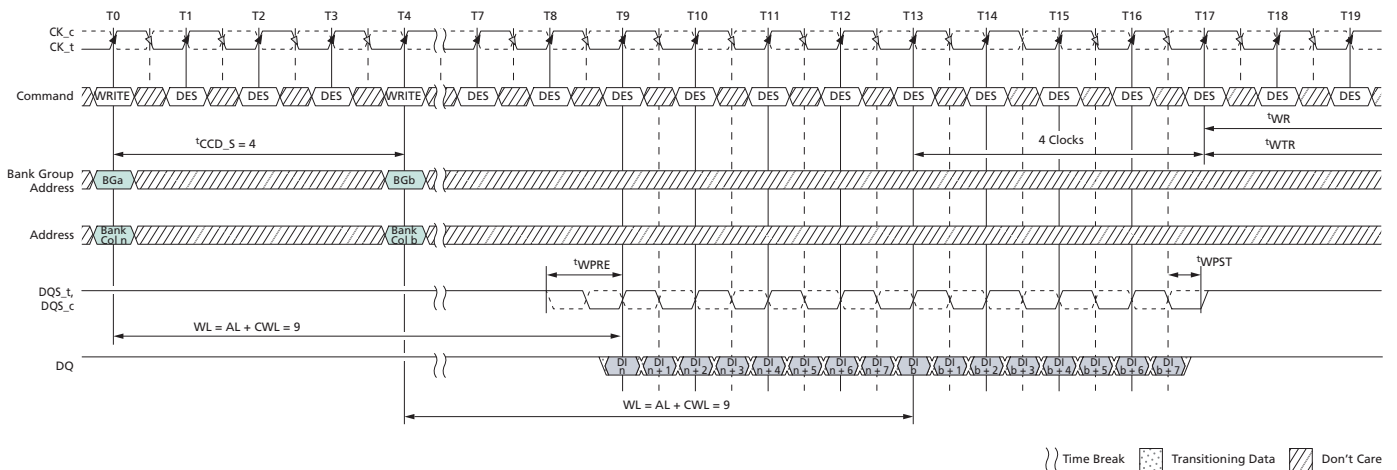 T0 T1 T2 T3 T4 T7 T8 T9 T10 T11 T12 T13 T14 T15 T16 T17 T18 T19
CK_c
CK_t
Command WRITE DES DES DES WRITE DES DES DES DES DES DES DES DES DES DES DES DES DES
tWR
tCCD_S = 4 4 Clocks tWTR
Bank Group
Address
BGa BGb
Address
Bank
Col n
Bank
Col b
tWPRE tWPST
DQS_t,
DQS_c
WL = AL + CWL = 9
DQ
DI
n
DI
n + 1
DI
n + 2
DI
n + 3
DI
n + 4
DI
n + 5
DI
n + 6
DI
n + 7
DI
b
DI
b + 1
DI
b + 2
DI
b + 3
DI
b + 4
DI
b + 5
DI
b + 6
DI
b + 7
WL = AL + CWL = 9
Time Break Transitioning Data Don't Care